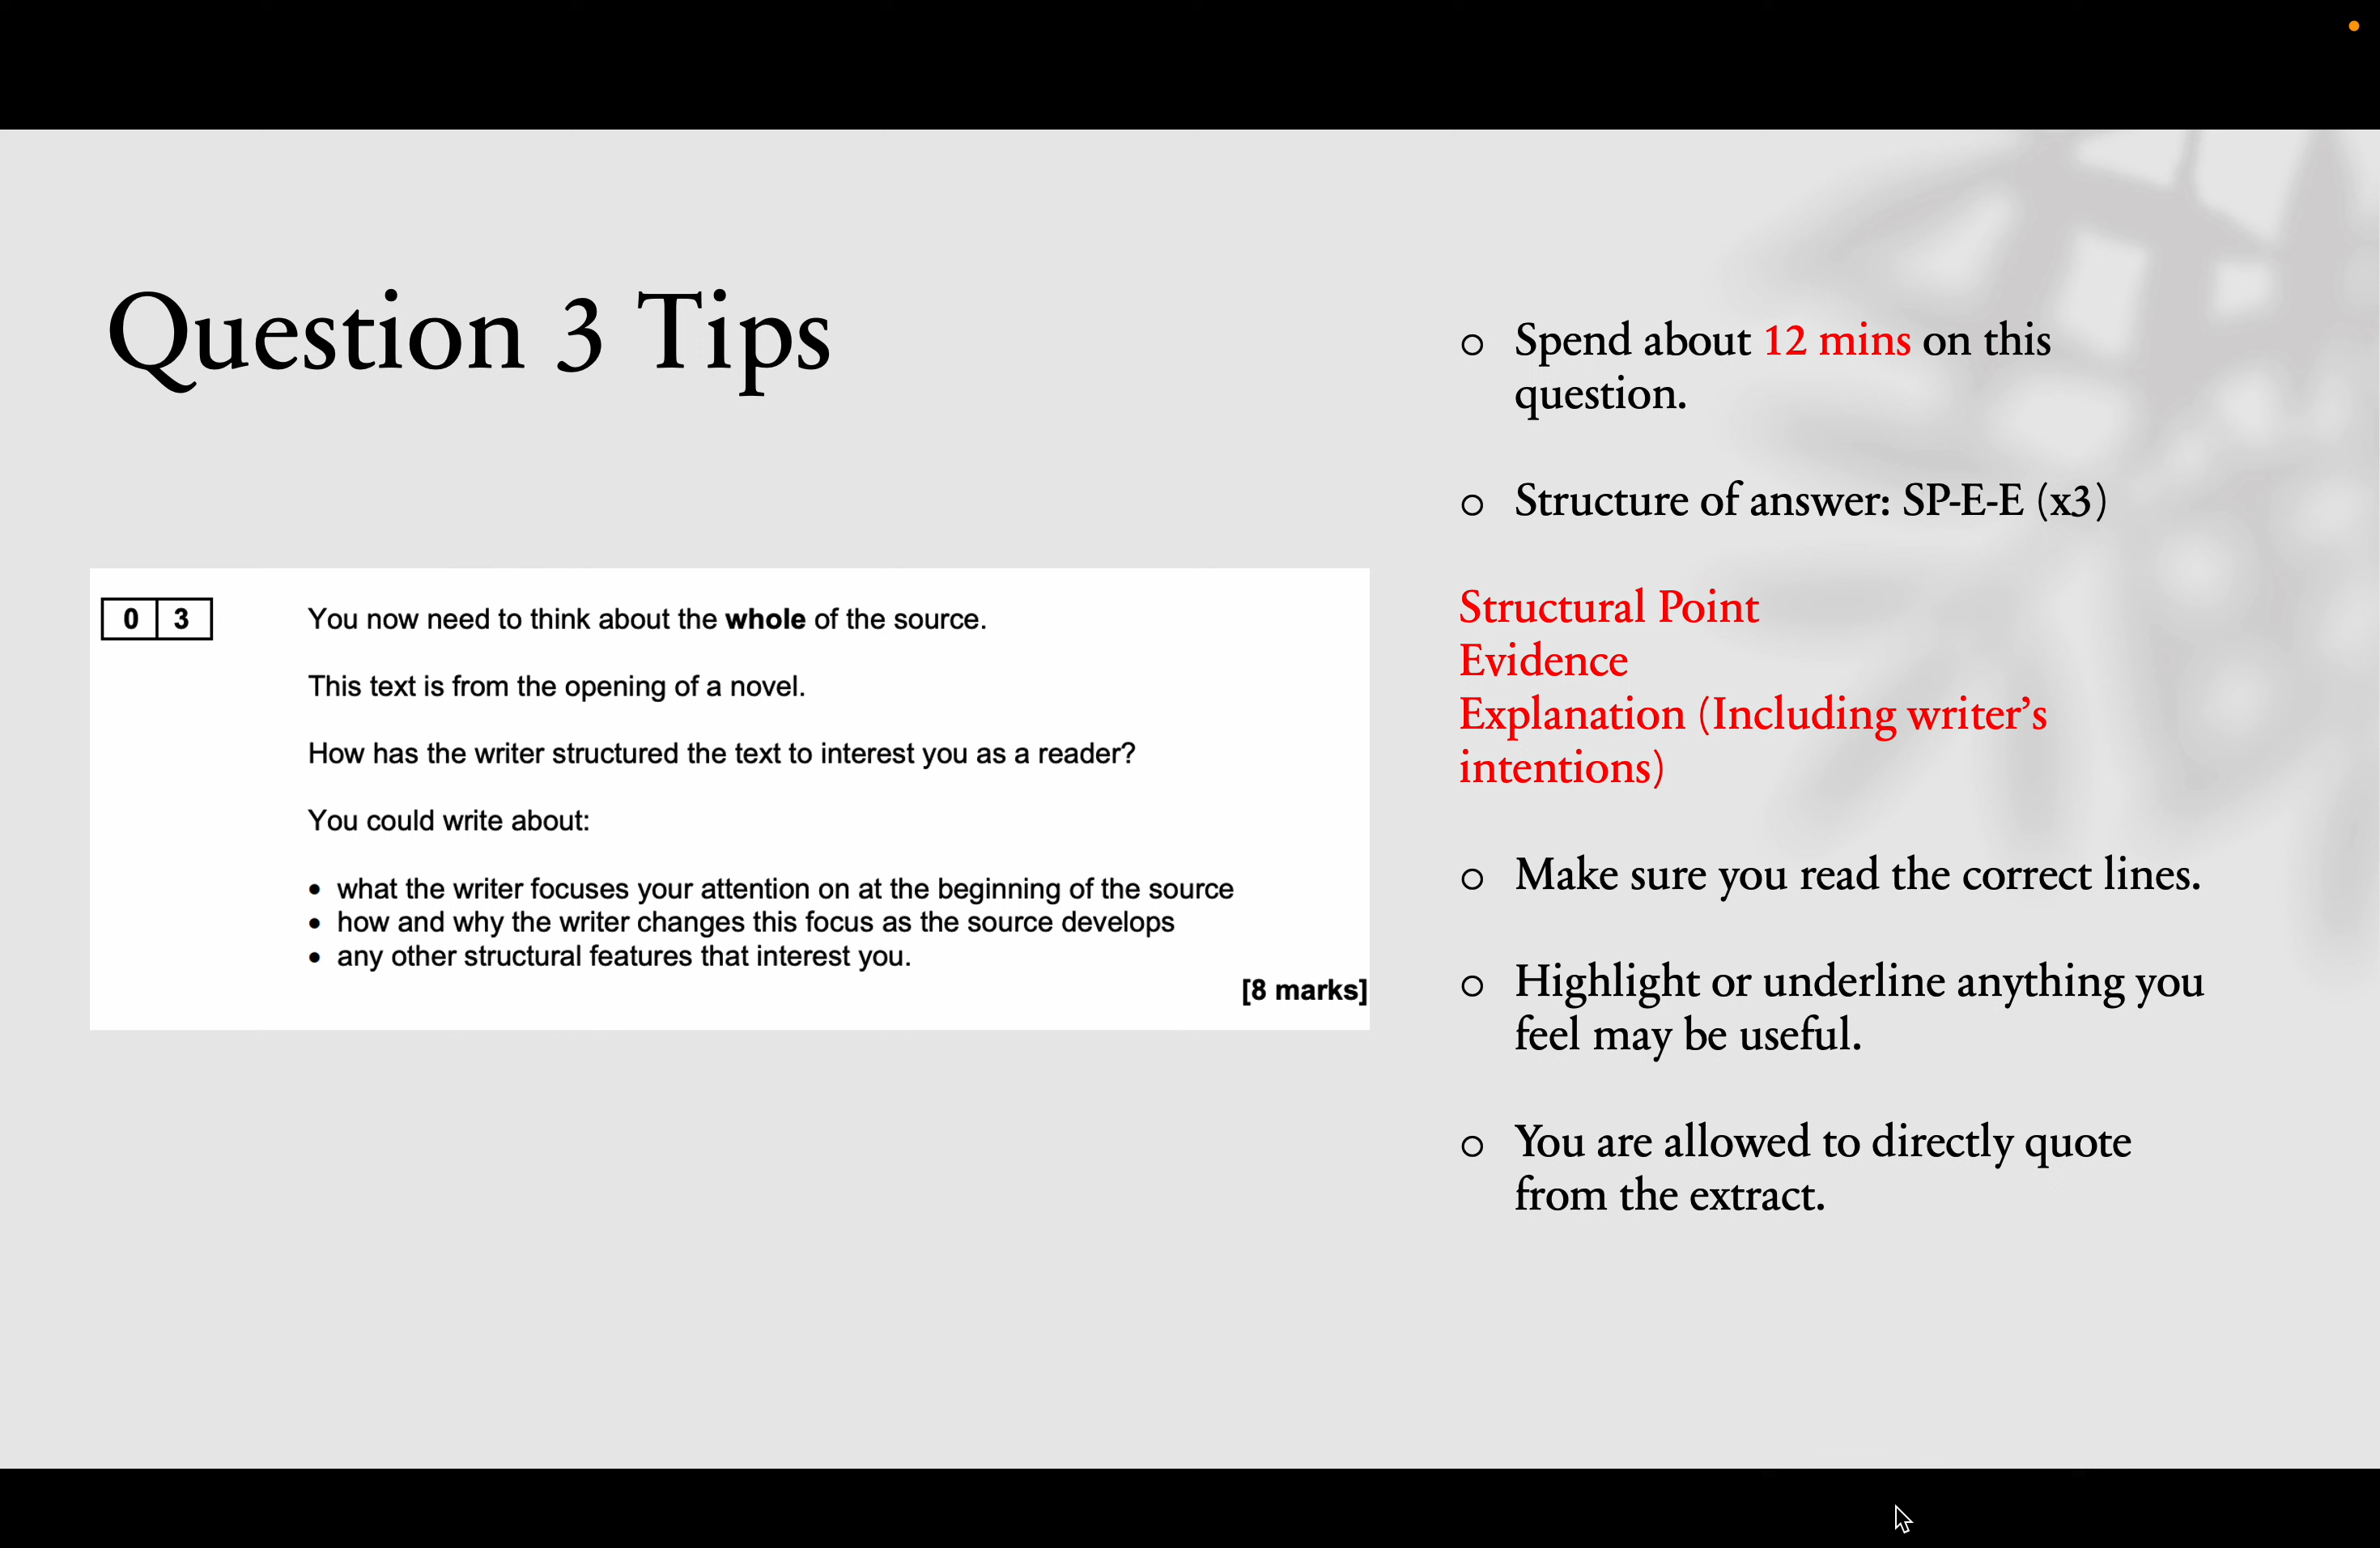 Question 3 Tips
0 3
You now need to think about the whole of the source.
This text is from the opening of a novel.
How has the writer structured the text to interest you as a reader?
You could write about:
• what the writer focuses your attention on at the beginning of the source
• how and why the writer changes this focus as the source develops
• any other structural features that interest you.
[8 marks]
○ Spend about 12 mins on this
question.
○ Structure of answer: SP-E-E (x3)
Structural Point
Evidence
Explanation (Including writer’s
intentions)
○ Make sure you read the correct lines.
○ Highlight or underline anything you
feel may be useful.
○ You are allowed to directly quote
from the extract.